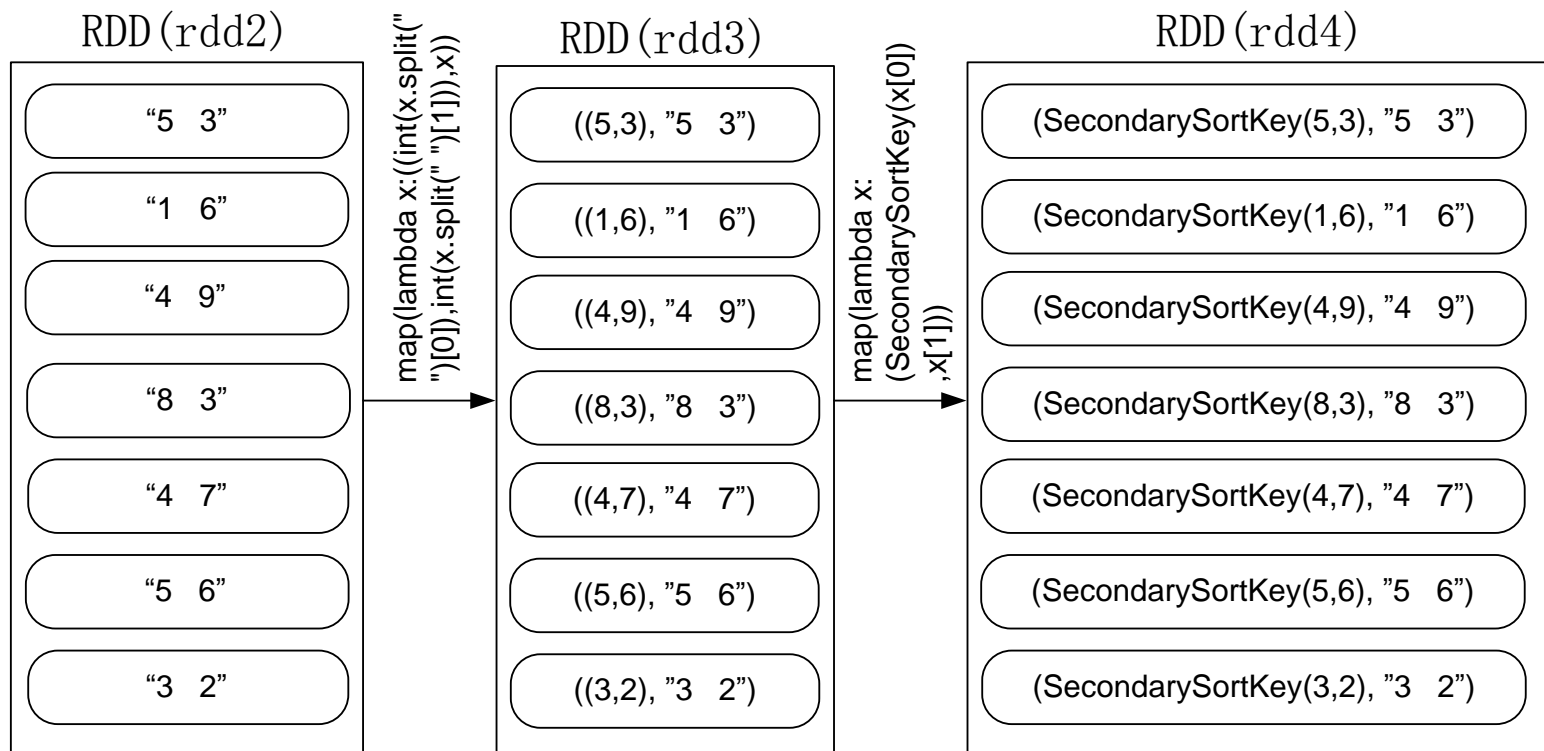 RDD(rdd2)
“5 3”
“1 6”
“4 9”
“8 3”
“4 7”
“5 6”
“3 2”
map(lambda x:((int(x.split("
")[0]),int(x.split(" ")[1])),x))
RDD(rdd3)
((5,3), ”5 3”)
((1,6), ”1 6”)
((4,9), ”4 9”)
((8,3), ”8 3”)
((4,7), ”4 7”)
((5,6), ”5 6”)
((3,2), ”3 2”)
map(lambda x:
(SecondarySortKey(x[0])
,x[1]))
RDD(rdd4)
(SecondarySortKey(5,3), ”5 3”)
(SecondarySortKey(1,6), ”1 6”)
(SecondarySortKey(4,9), ”4 9”)
(SecondarySortKey(8,3), ”8 3”)
(SecondarySortKey(4,7), ”4 7”)
(SecondarySortKey(5,6), ”5 6”)
(SecondarySortKey(3,2), ”3 2”)